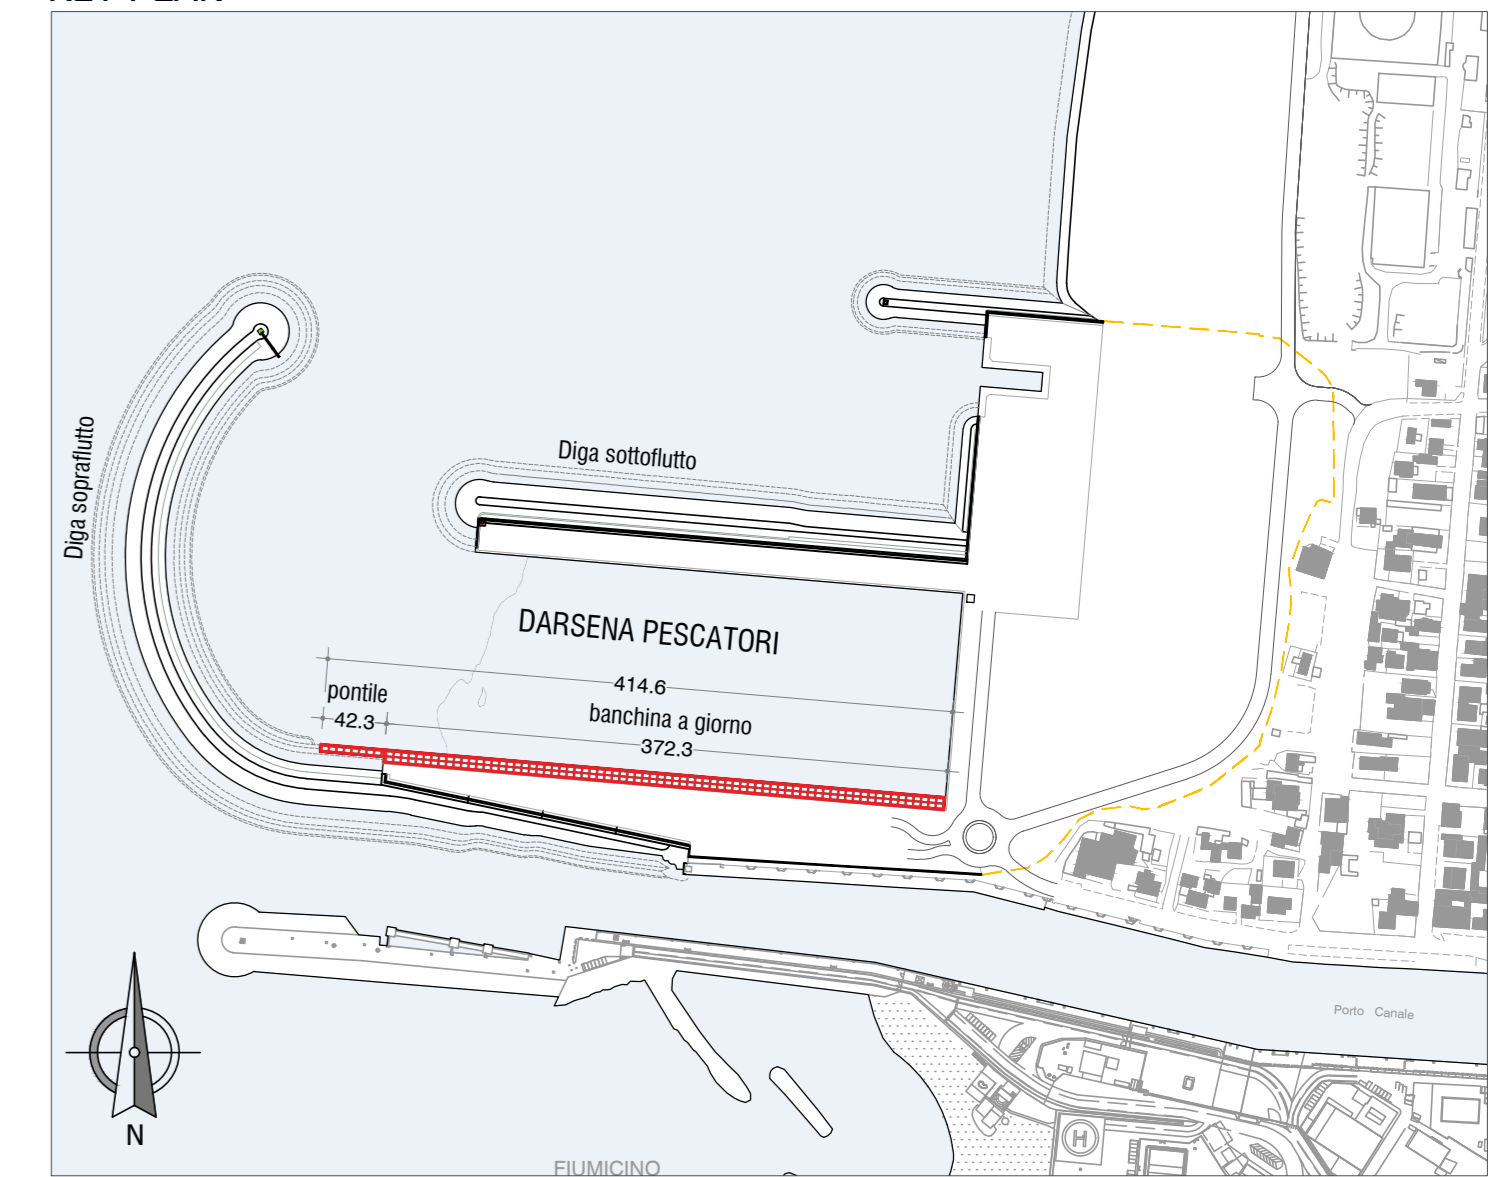 Diga sopraflutto
Diga sottoflutto
DARSENA PESCATORI
414.6
pontile
42.3
banchina a giorno
372.3
Porto Canale
H
N
FIUMICINO